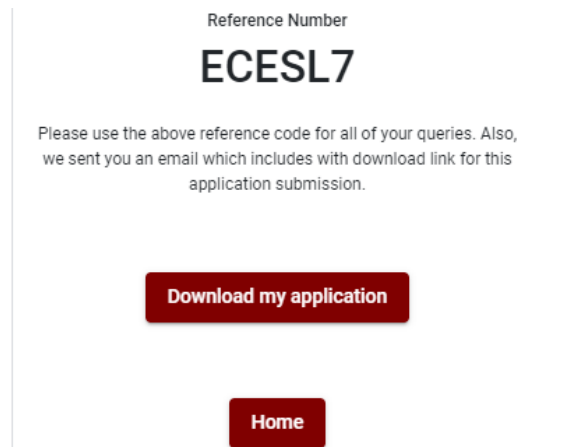 Reference Number
ECESL7
Please use the above reference code for all of your queries. Also,
we sent you an email which includes with download link for this
application submission.
Download my application
Home